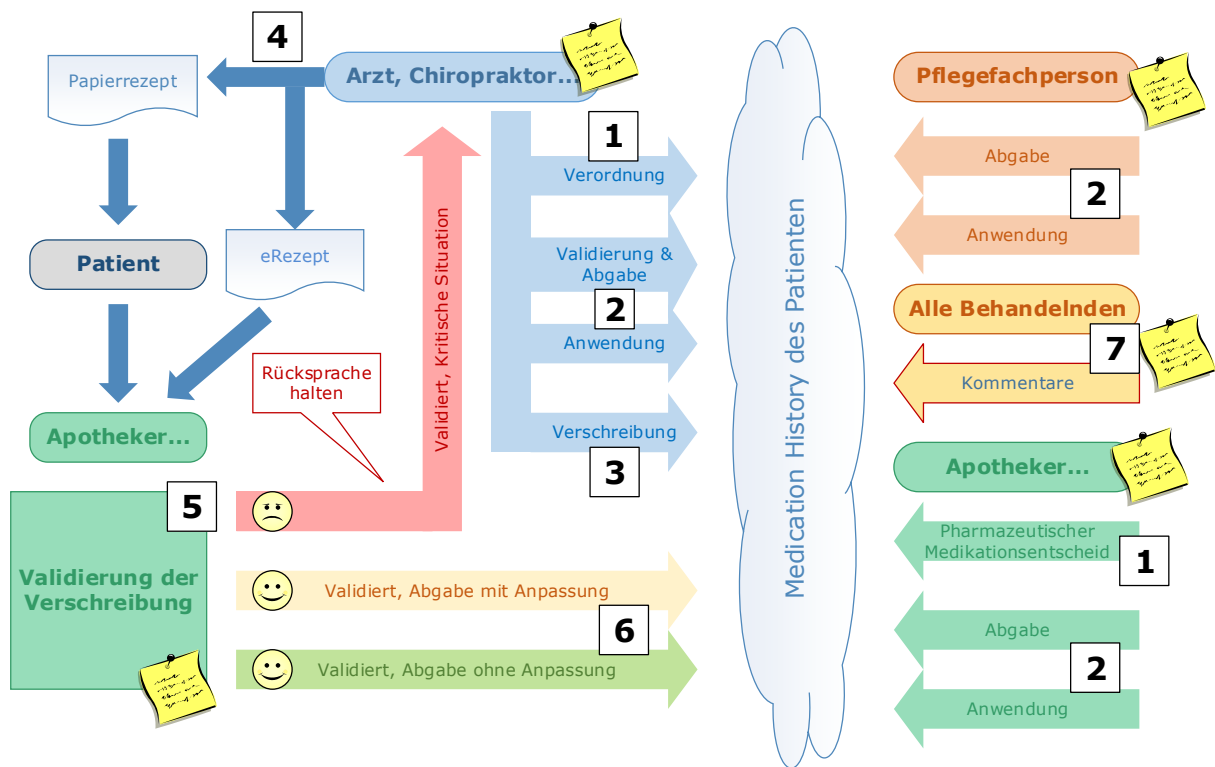 4
Arzt, Chiropraktor...
Papierrezept
Pflegefachperson
1
Verordnung
Abgabe
2
Anwendung
Patient
eRezept
Validierung &
Abgabe
2
Anwendung
Validiert, Kritische Situation
Medication History des Patienten
Alle Behandelnden
7
Kommentare
Rücksprache
halten
Apotheker...
Verschreibung
3
Apotheker...
5
Validierung der
Verschreibung
Pharmazeutischer
Medikationsentscheid
1
Validiert, Abgabe mit Anpassung
6
Validiert, Abgabe ohne Anpassung
Abgabe
2
Anwendung